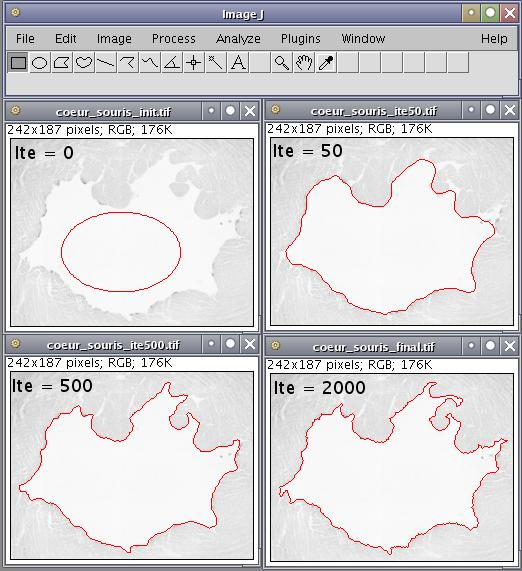 ImageJ
File Edit Image Process Analyze Plugins Window Help
A
coeur_souris_init.tif
242x187 pixels; RGB; 176K
Ite = 0
coeur_souris_ite50.tif
242x187 pixels; RGB; 176K
Ite = 50
coeur_souris_ite500.tif
242x187 pixels; RGB; 176K
Ite = 500
coeur_souris_final.tif
242x187 pixels; RGB; 176K
Ite = 2000